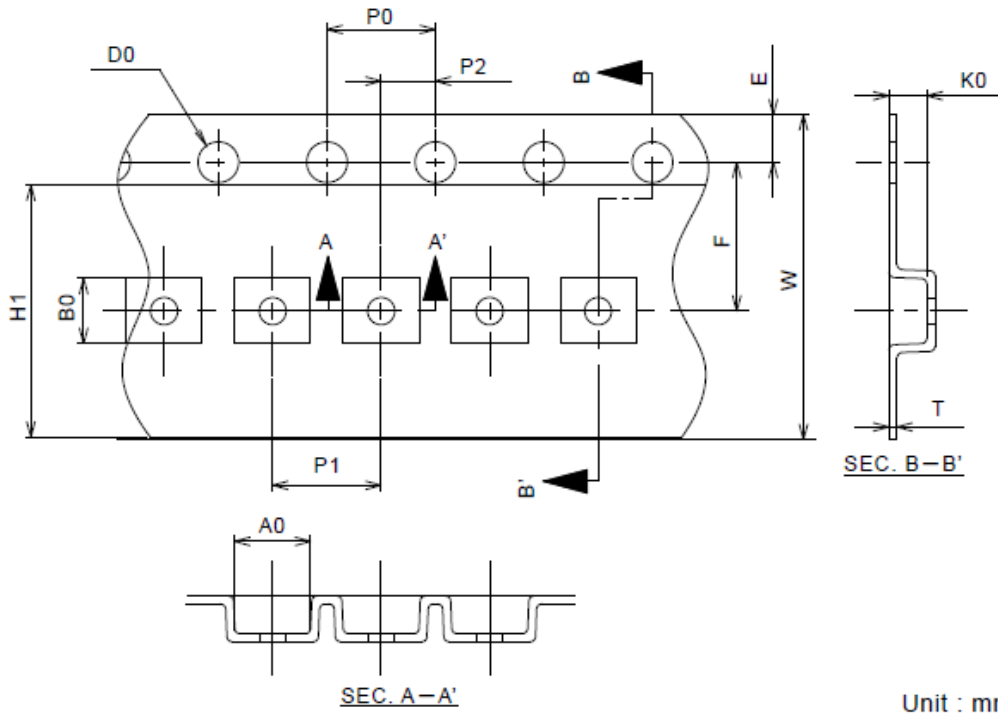 P0
D0
P2
B
E
K0
A
A'
F
W
H1
B0
T
P1
B'
SEC. B−B'
A0
SEC. A−A'
Unit : mm